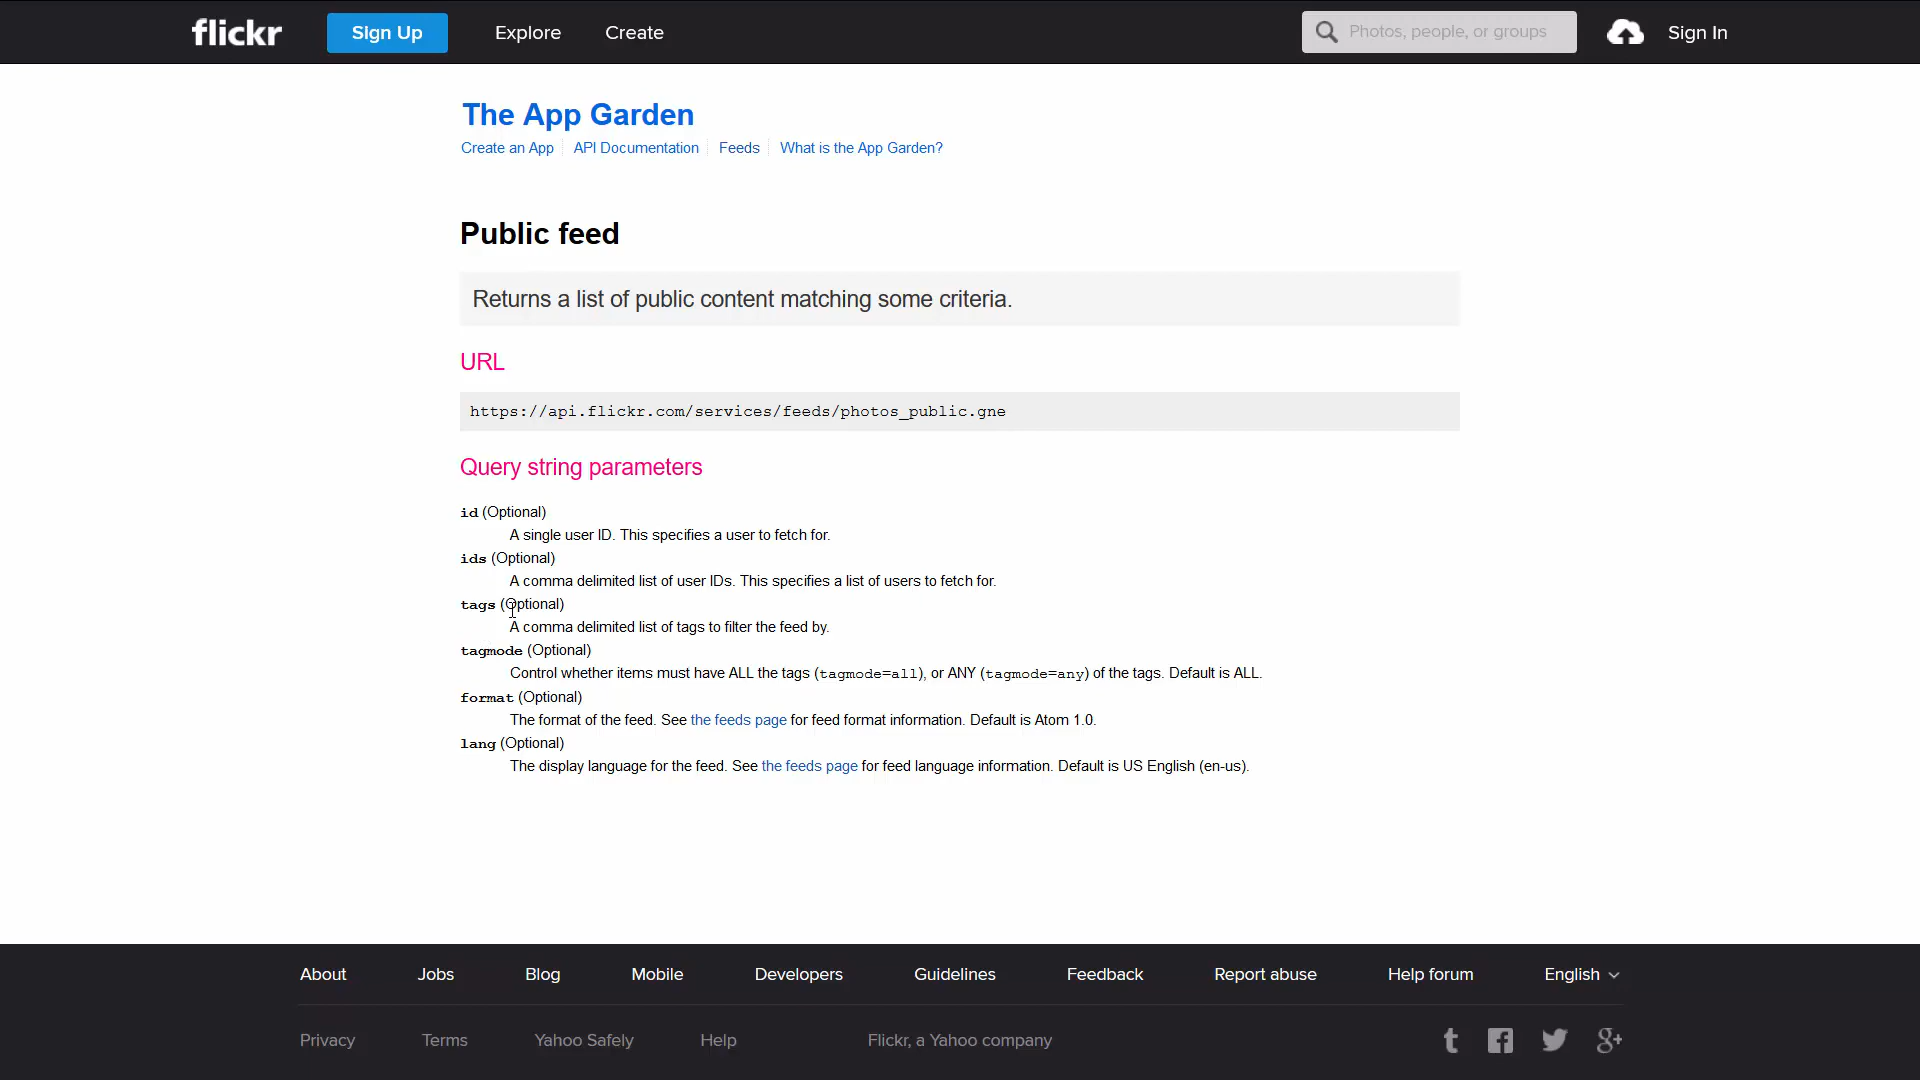 flickr Sign Up Explore Create Photos, people, or groups Sign In
The App Garden
Create an App API Documentation Feeds What is the App Garden?
Public feed
Returns a list of public content matching some criteria.
URL
https://api.flickr.com/services/feeds/photos_public.gne
Query string parameters
id (Optional)
A single user ID. This specifies a user to fetch for.
ids (Optional)
A comma delimited list of user IDs. This specifies a list of users to fetch for.
tags (Optional)
A comma delimited list of tags to filter the feed by.
tagmode (Optional)
Control whether items must have ALL the tags (tagmode=all), or ANY (tagmode=any) of the tags. Default is ALL.
format (Optional)
The format of the feed. See the feeds page for feed format information. Default is Atom 1.0.
lang (Optional)
The display language for the feed. See the feeds page for feed language information. Default is US English (en-us).
About Jobs Blog Mobile Developers Guidelines Feedback Report abuse Help forum English
Privacy Terms Yahoo Safely Help Flickr, a Yahoo company